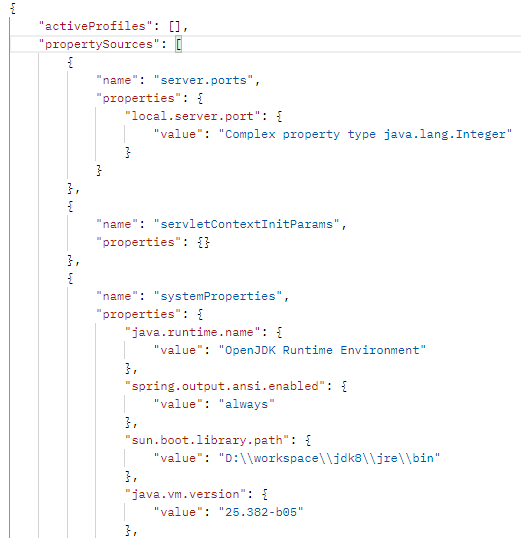 {
    "activeProfiles": [],
    "propertySources": [
        {
            "name": "server.ports",
            "properties": {
                "local.server.port": {
                    "value": "Complex property type java.lang.Integer"
                }
            }
        },
        {
            "name": "servletContextInitParams",
            "properties": {}
        },
        {
            "name": "systemProperties",
            "properties": {
                "java.runtime.name": {
                    "value": "OpenJDK Runtime Environment"
                },
                "spring.output.ansi.enabled": {
                    "value": "always"
                },
                "sun.boot.library.path": {
                    "value": "D:\\workspace\\jdk8\\jre\\bin"
                },
                "java.vm.version": {
                    "value": "25.382-b05"
                },